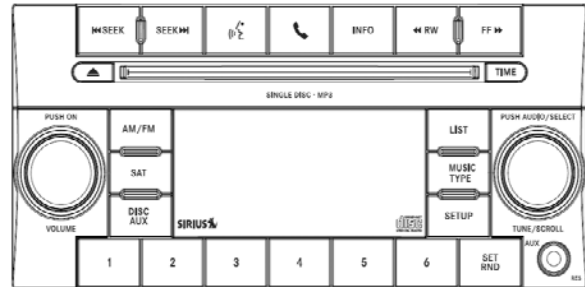 SEEK SEEK INFO RW FF
TIME
SINGLE DISC · MP3
PUSH ON
PUSH AUDIO/SELECT
AM/FM
LIST
SAT
MUSIC
TYPE
DISC
AUX
SETUP
SIRIUS
VOLUME
TUNE/SCROLL
AUX
1 2 3 4 5 6 SET
RND
RES